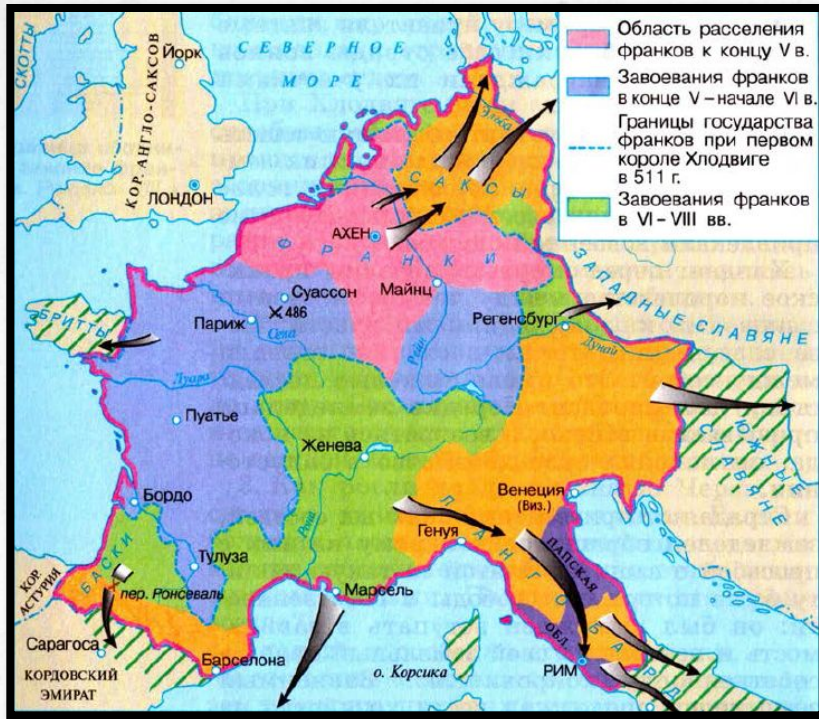 СКОТТЫ
Йорк
СЕВЕРНОЕ
МОРЕ
КОР. АНГЛО-САКСОВ
ЛОНДОН
Эльба
САКСЫ
АХЕН
ФРАНКИ
Суассон
486
Майнц
Париж
Сена
Рейн
БРИТТЫ
Регенсбург
ЗАПАДНЫЕ СЛАВЯНЕ
Дунай
Луара
Пуатье
Женева
ЮЖНЫЕ
СЛАВЯНЕ
Бордо
Рона
Венеция
(Виз.)
ЛАНГОБАРДЫ
Генуя
ПАПСКАЯ
ОБЛ.
Тулуза
БАСКИ
КОР.
АСТУРИЯ
пер. Ронсеваль
Марсель
Сарагоса
Барселона
о. Корсика
РИМ
КОРДОВСКИЙ
ЭМИРАТ
Область расселения
франков к концу V в.
Завоевания франков
в конце V – начале VI в.
Границы государства
франков при первом
короле Хлодвиге
в 511 г.
Завоевания франков
в VI – VIII вв.